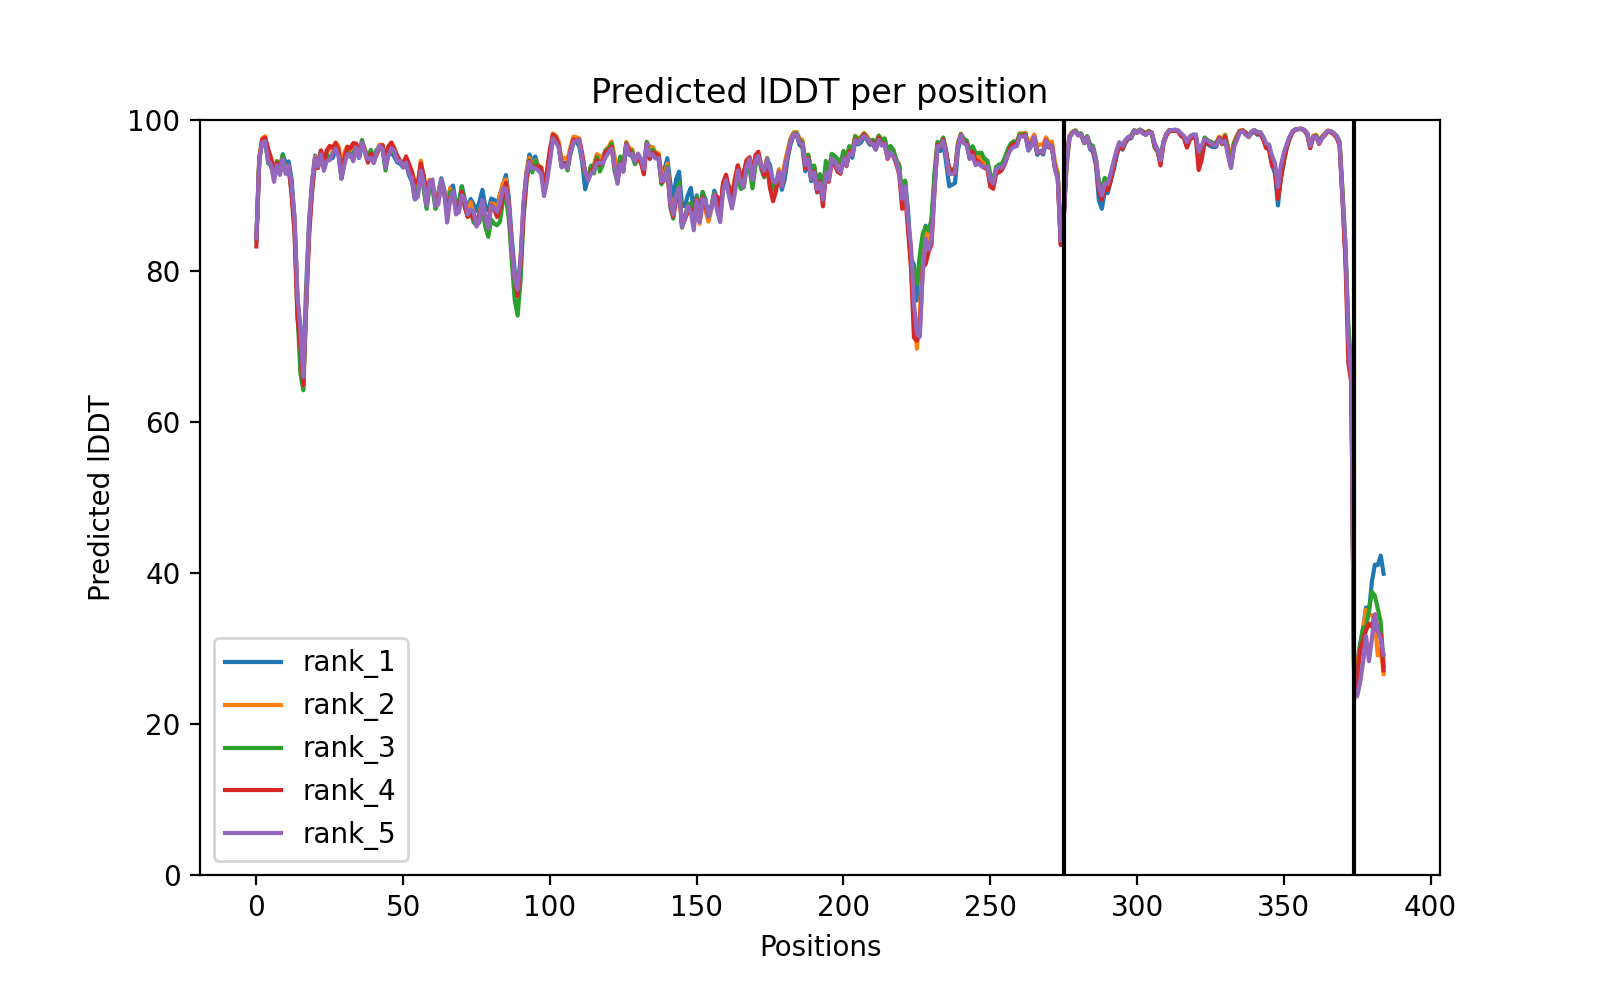 Predicted lDDT per position
100
80
60
40
20
0
Predicted lDDT
rank_1
rank_2
rank_3
rank_4
rank_5
0 50 100 150 200 250 300 350 400
Positions